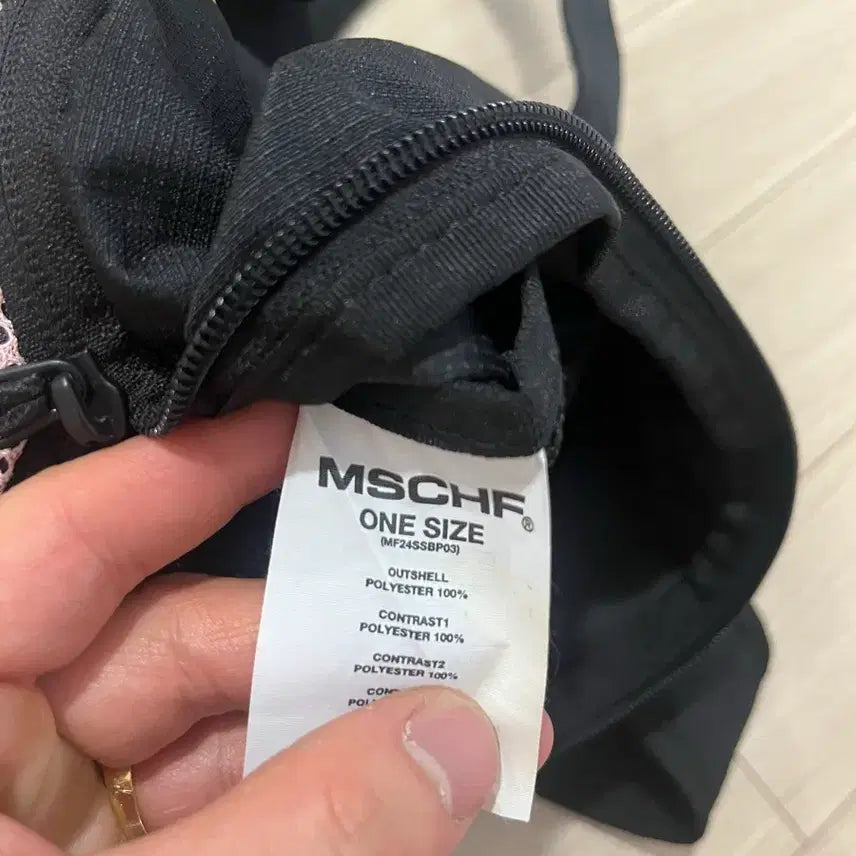 MSCHF®
ONE SIZE
(MF24SSBP03)
OUTSHELL
POLYESTER 100%
CONTRAST1
POLYESTER 100%
CONTRAST2
POLYESTER 100%